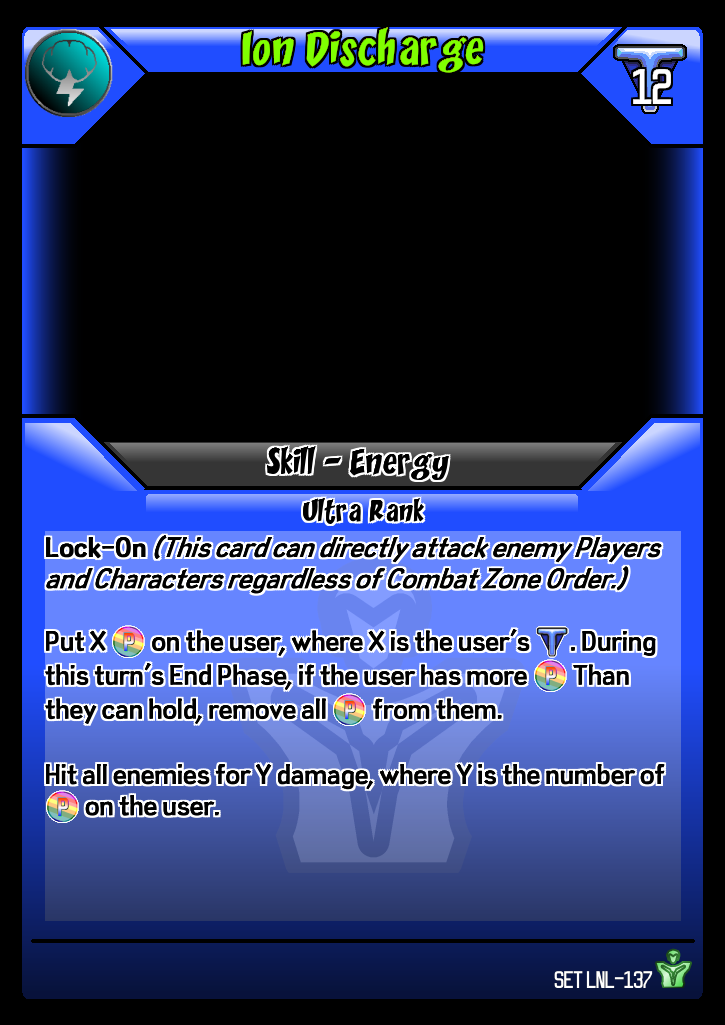 Ion Discharge
12
Skill - Energy
Ultra Rank
Lock-On (This card can directly attack enemy Players
and Characters regardless of Combat Zone Order.)
Put X P on the user, where X is the user's T. During
this turn's End Phase, if the user has more P Than
they can hold, remove all P from them.
Hit all enemies for Y damage, where Y is the number of
P on the user.
SET LNL-137